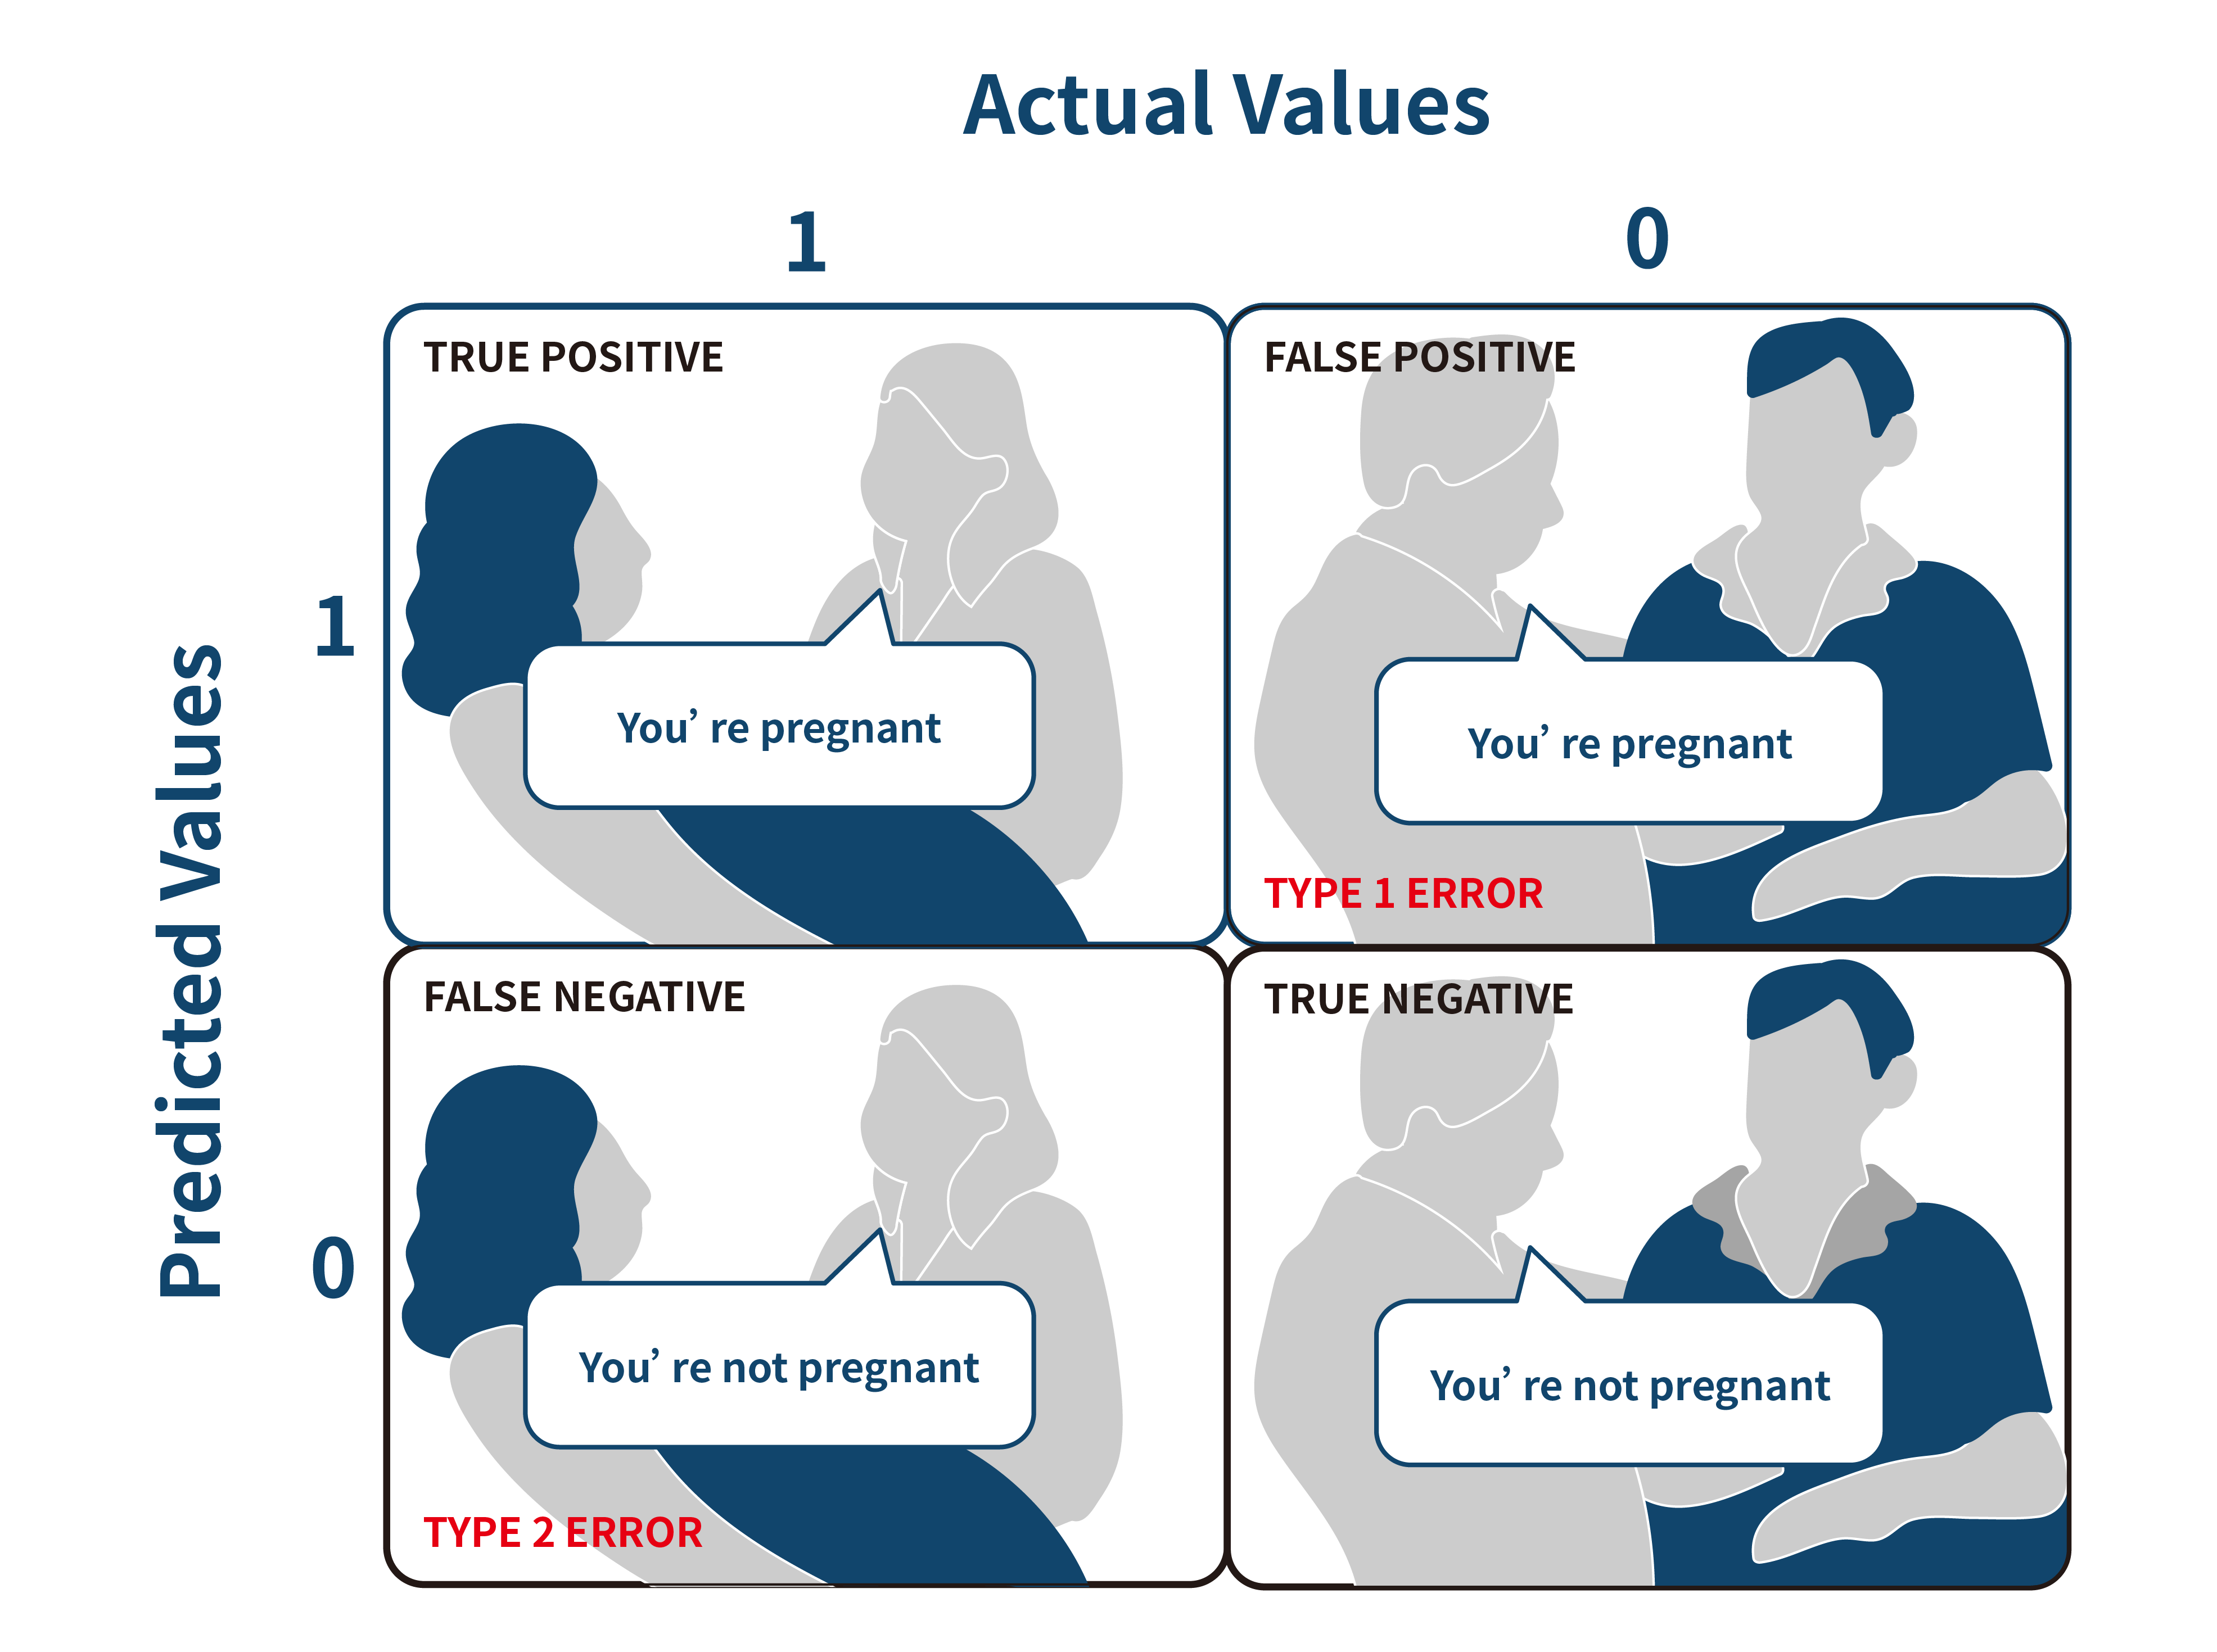 Actual Values
1
0
Predicted Values
1
TRUE POSITIVE
You’ re pregnant
FALSE POSITIVE
You’ re pregnant
TYPE 1 ERROR
0
FALSE NEGATIVE
You’ re not pregnant
TYPE 2 ERROR
TRUE NEGATIVE
You’ re not pregnant